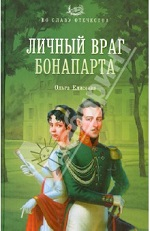 ВО СЛАВУ ОТЕЧЕСТВА
ЛИЧНЫЙ ВРАГ
БОНАПАРТА
Ольга Елисеева